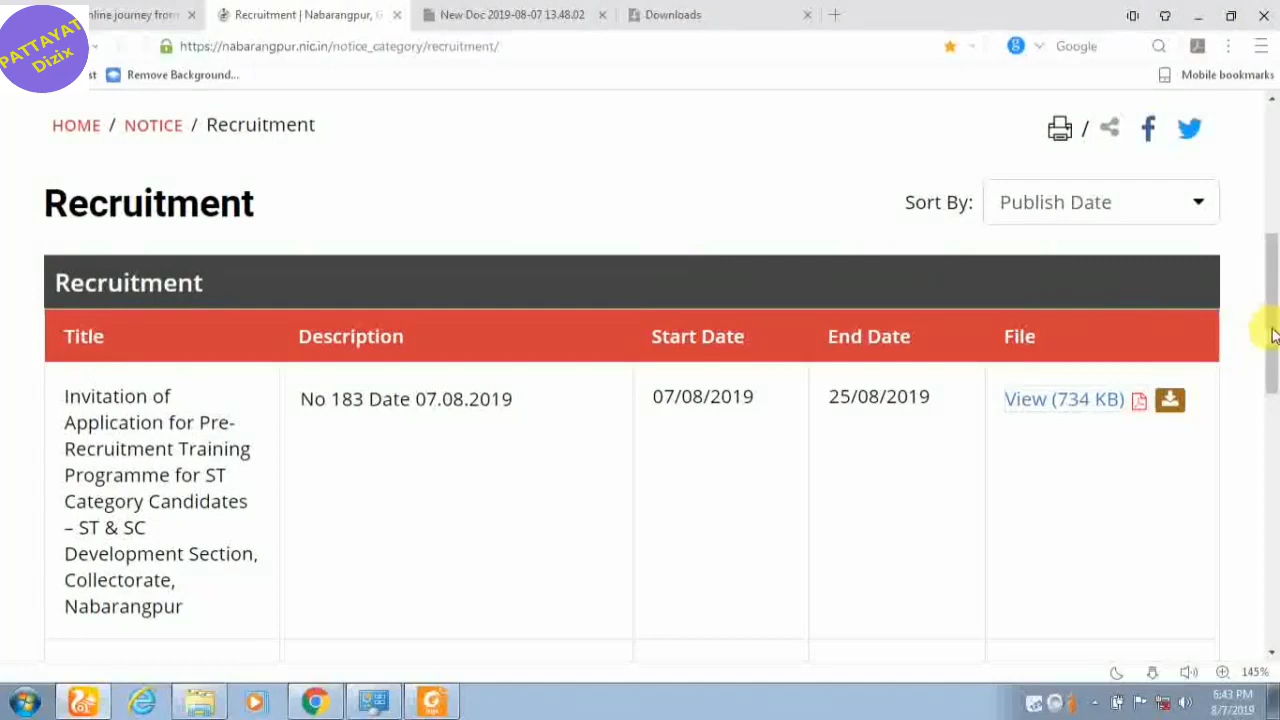 PATTAYAT
Dizix
nline journey from
Recruitment | Nabarangpur, G
New Doc 2019-08-07 13.48.02
Downloads
https://nabarangpur.nic.in/notice_category/recruitment/
Google
st
Remove Background...
Mobile bookmarks
HOME / NOTICE / Recruitment
Recruitment
Sort By:
Publish Date
Recruitment
Title
Description
Start Date
End Date
File
Invitation of
Application for Pre-
Recruitment Training
Programme for ST
Category Candidates
– ST & SC
Development Section,
Collectorate,
Nabarangpur
No 183 Date 07.08.2019
07/08/2019
25/08/2019
View (734 KB)
145%
6:43 PM
8/7/2019